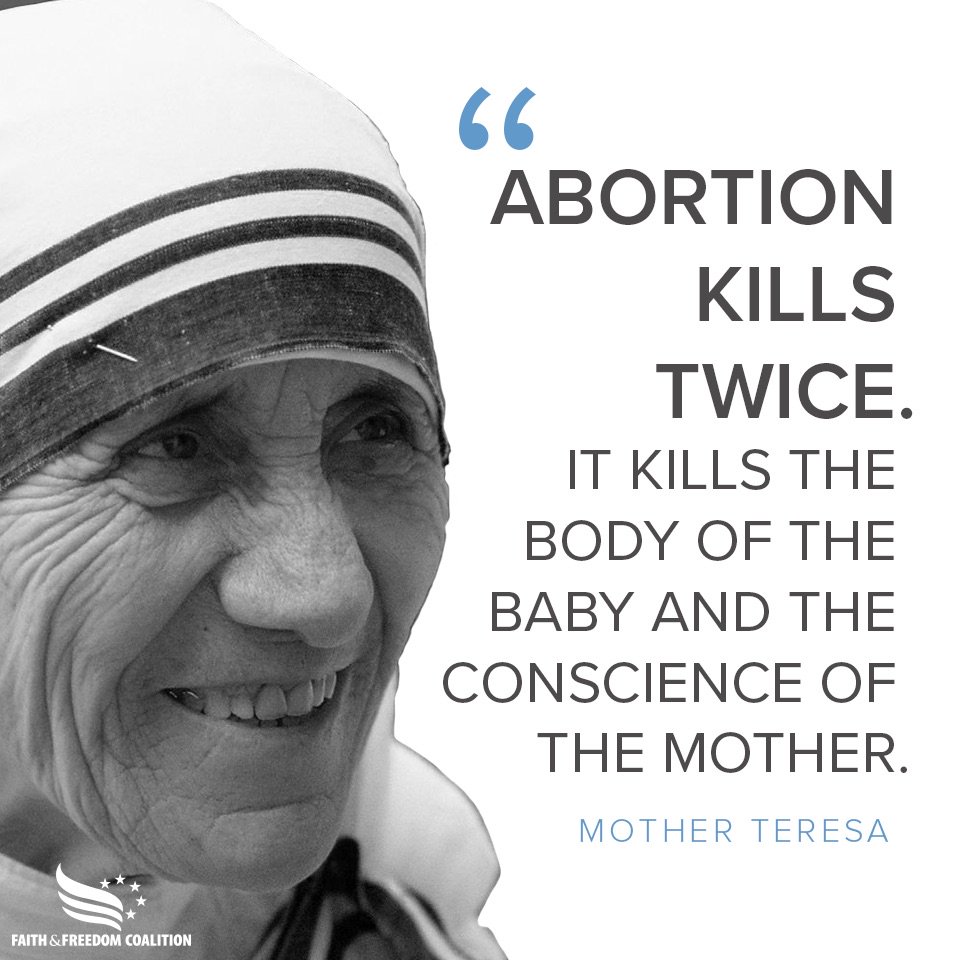 “
ABORTION
KILLS
TWICE.
IT KILLS THE
BODY OF THE
BABY AND THE
CONSCIENCE OF
THE MOTHER.
MOTHER TERESA
FAITH & FREEDOM COALITION